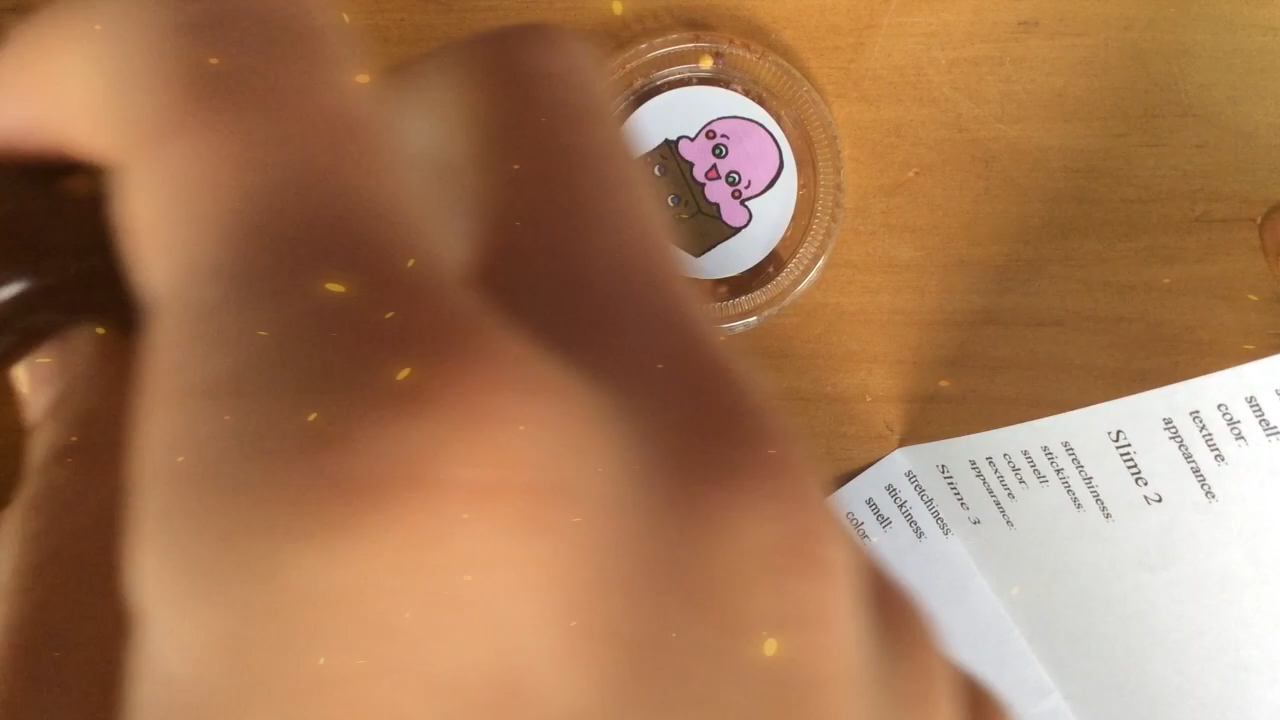 smell:
color:
texture:
appearance:
Slime 2
stretchiness:
stickiness:
smell:
color:
texture:
appearance:
Slime 3
stretchiness:
stickiness:
smell:
color: